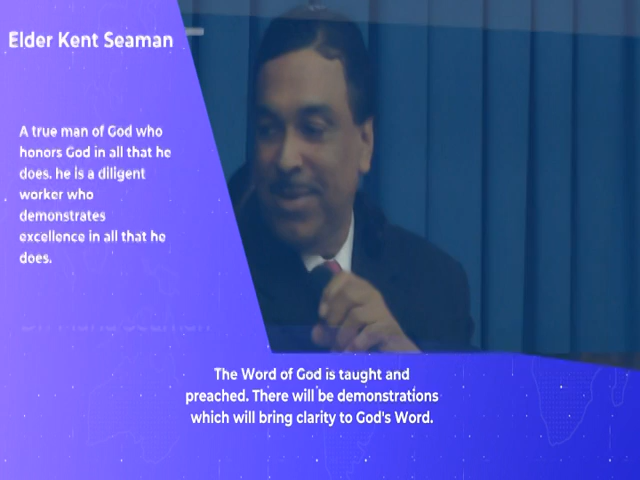 Elder Kent Seaman
A true man of God who
honors God in all that he
does. he is a diligent
worker who
demonstrates
excellence in all that he
does.
The Word of God is taught and
preached. There will be demonstrations
which will bring clarity to God's Word.